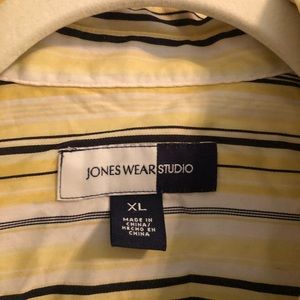 JONES WEAR STUDIO
XL
MADE IN
CHINA/
HECHO EN
CHINA